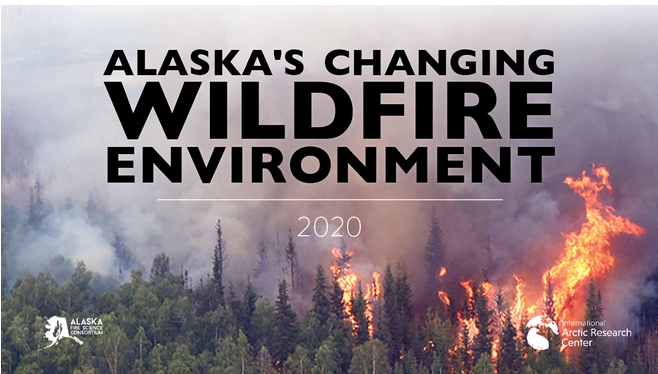 ALASKA'S CHANGING
WILDFIRE
ENVIRONMENT
2020
ALASKA
FIRE SCIENCE
CONSORTIUM
International
Arctic Research
Center